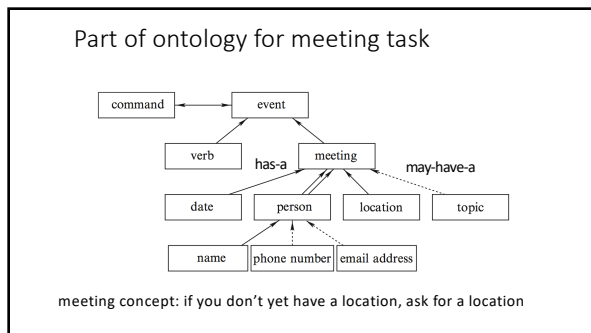 Part of ontology for meeting task
command
event
verb
has-a
meeting
may-have-a
date
person
location
topic
name
phone number
email address
meeting concept: if you don’t yet have a location, ask for a location